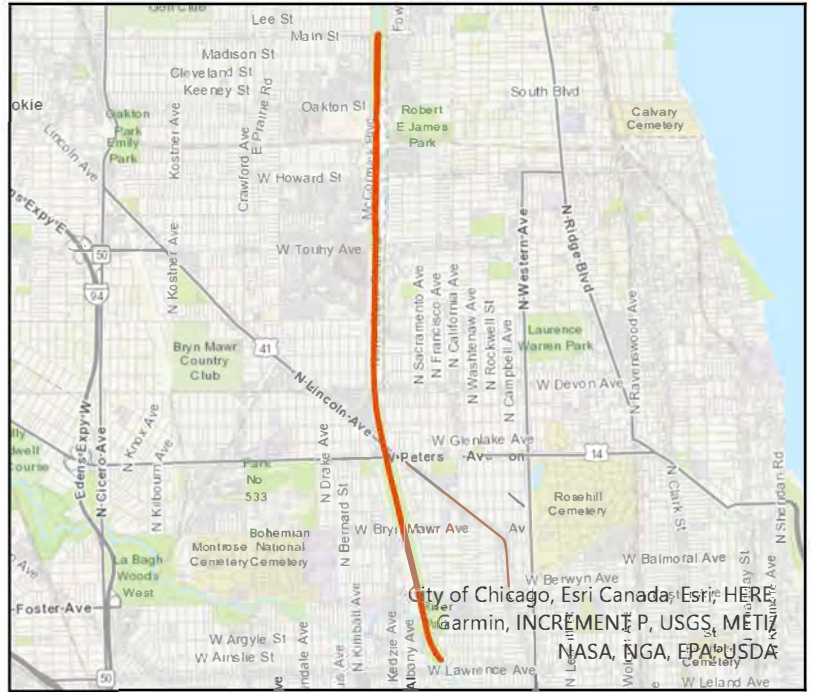 Golf Club
Lee St
Main St
Madison St
Cleveland St
Keeney St
South Blvd
okie
Oakton
Park
Emily
Park
Kostner Ave
Crawford Ave
E Prairie Rd
Oakton St
Robert
E James
Park
Calvary
Cemetery
Lincoln Ave
McCormick Blvd
W Howard St
N Kostner Ave
W Touhy Ave
50
94
N Western Ave
N Ridge Blvd
N Sacramento Ave
N Francisco Ave
N California Ave
N Washtenaw Ave
N Rockwell St
N Campbell Ave
N Ravenswood Ave
Laurence
Warren Park
Bryn Mawr
Country
Club
41
N Lincoln Ave
W Devon Ave
N Knox Ave
N Kilbourn Ave
N Drake Ave
W Glenlake Ave
Edens Expy W
N Cicero Ave
Park
No
533
14
N Bernard St
Rosehill
Cemetery
N Clark St
N Sheridan Rd
W Bryn Mawr Ave
Av
Bohemian
Montrose National
Cemetery Cemetery
La Bagh
Woods
West
W Balmoral Ave
W Berwyn Ave
Foster Ave
City of Chicago, Esri Canada, Esri, HERE,
Garmin, INCREMENT P, USGS, METI/
NASA, NGA, EPA, USDA
N Kimball Ave
Kedzie Ave
Albany Ave
W Argyle St
W Ainslie St
W Lawrence Ave
Cemetery
W Leland Ave
50